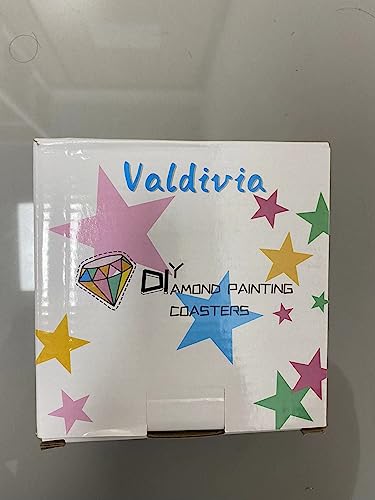 Valdivia
DIY
DIAMOND PAINTING
COASTERS